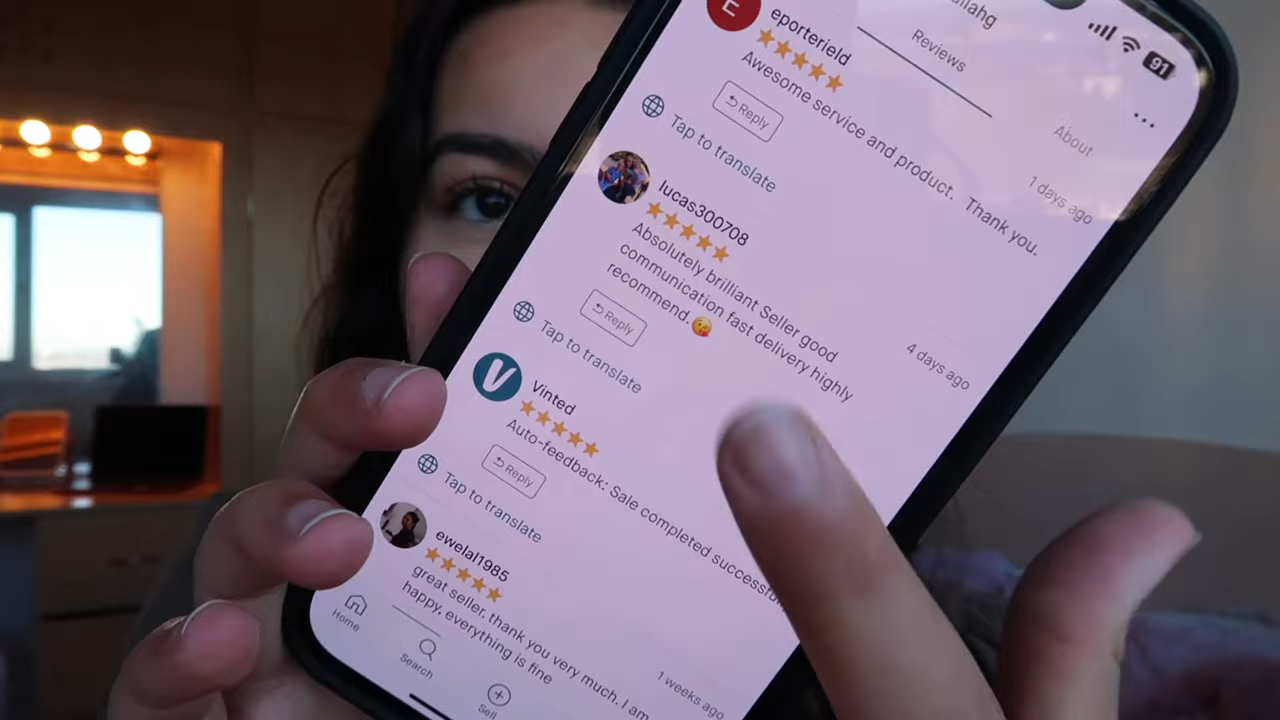 91
Reviews
About
E
eporterield
1 days ago
Awesome service and product. Thank you.
Reply
Tap to translate
lucas300708
4 days ago
Absolutely brilliant Seller good
communication fast delivery highly
recommend.😘
Reply
Tap to translate
V
Vinted
Auto-feedback: Sale completed
Reply
Tap to translate
ewelal1985
1 weeks ago
great seller. thank you very much. I am
happy, everything is fine
Home
Search
Sell